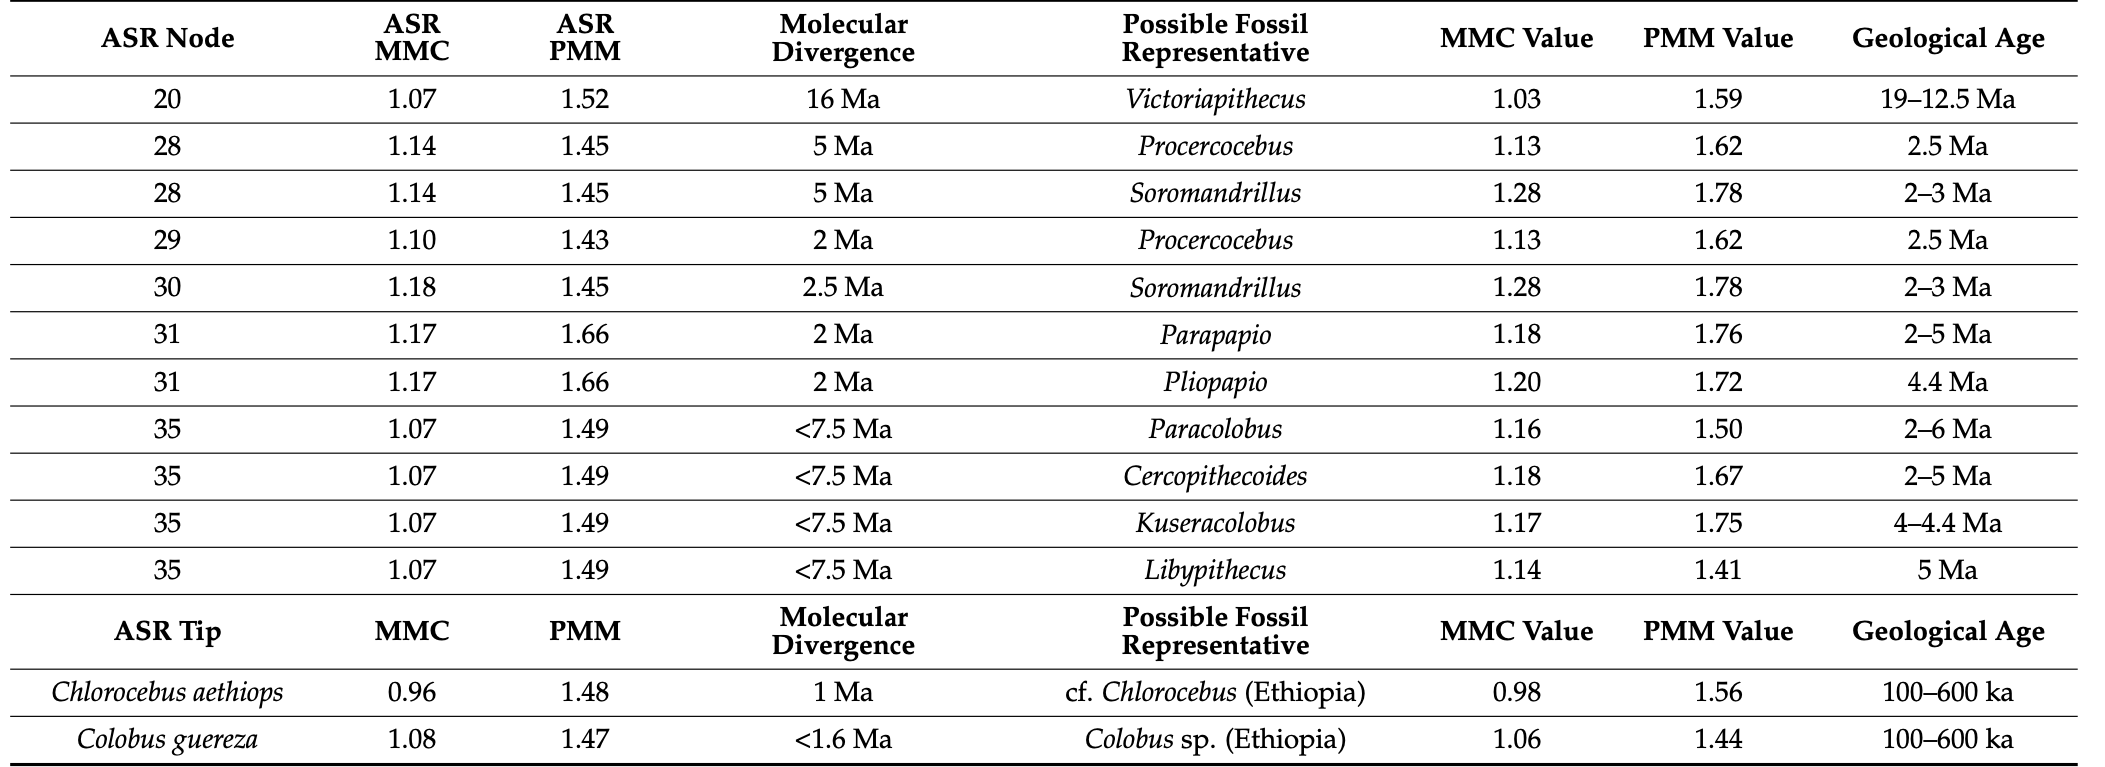 ASR Node ASR MMC ASR PMM Molecular Divergence Possible Fossil Representative MMC Value PMM Value Geological Age
20 1.07 1.52 16 Ma Victoriapithecus 1.03 1.59 19–12.5 Ma
28 1.14 1.45 5 Ma Procercocebus 1.13 1.62 2.5 Ma
28 1.14 1.45 5 Ma Soromandrillus 1.28 1.78 2–3 Ma
29 1.10 1.43 2 Ma Procercocebus 1.13 1.62 2.5 Ma
30 1.18 1.45 2.5 Ma Soromandrillus 1.28 1.78 2–3 Ma
31 1.17 1.66 2 Ma Parapapio 1.18 1.76 2–5 Ma
31 1.17 1.66 2 Ma Pliopapio 1.20 1.72 4.4 Ma
35 1.07 1.49 <7.5 Ma Paracolobus 1.16 1.50 2–6 Ma
35 1.07 1.49 <7.5 Ma Cercopithecoides 1.18 1.67 2–5 Ma
35 1.07 1.49 <7.5 Ma Kuseracolobus 1.17 1.75 4–4.4 Ma
35 1.07 1.49 <7.5 Ma Libypithecus 1.14 1.41 5 Ma
ASR Tip MMC PMM Molecular Divergence Possible Fossil Representative MMC Value PMM Value Geological Age
Chlorocebus aethiops 0.96 1.48 1 Ma cf. Chlorocebus (Ethiopia) 0.98 1.56 100–600 ka
Colobus guereza 1.08 1.47 <1.6 Ma Colobus sp. (Ethiopia) 1.06 1.44 100–600 ka